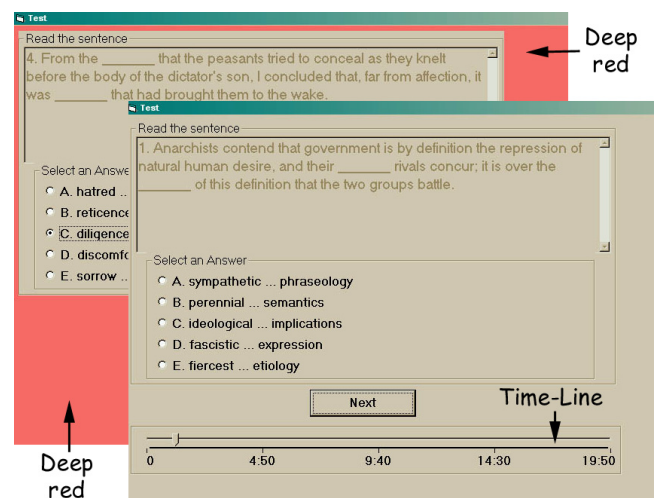 Test
Read the sentence
4. From the _______ that the peasants tried to conceal as they knelt
before the body of the dictator's son, I concluded that, far from affection, it
was _______ that had brought them to the wake.
Select an Answe
A. hatred ..
B. reticence
C. diligence
D. discomfo
E. sorrow ..
Deep
red
Deep
red
Test
Read the sentence
1. Anarchists contend that government is by definition the repression of
natural human desire, and their _______ rivals concur; it is over the
_______ of this definition that the two groups battle.
Select an Answer
A. sympathetic ... phraseology
B. perennial ... semantics
C. ideological ... implications
D. fascistic ... expression
E. fiercest ... etiology
Next
Time-Line
0 4:50 9:40 14:30 19:50